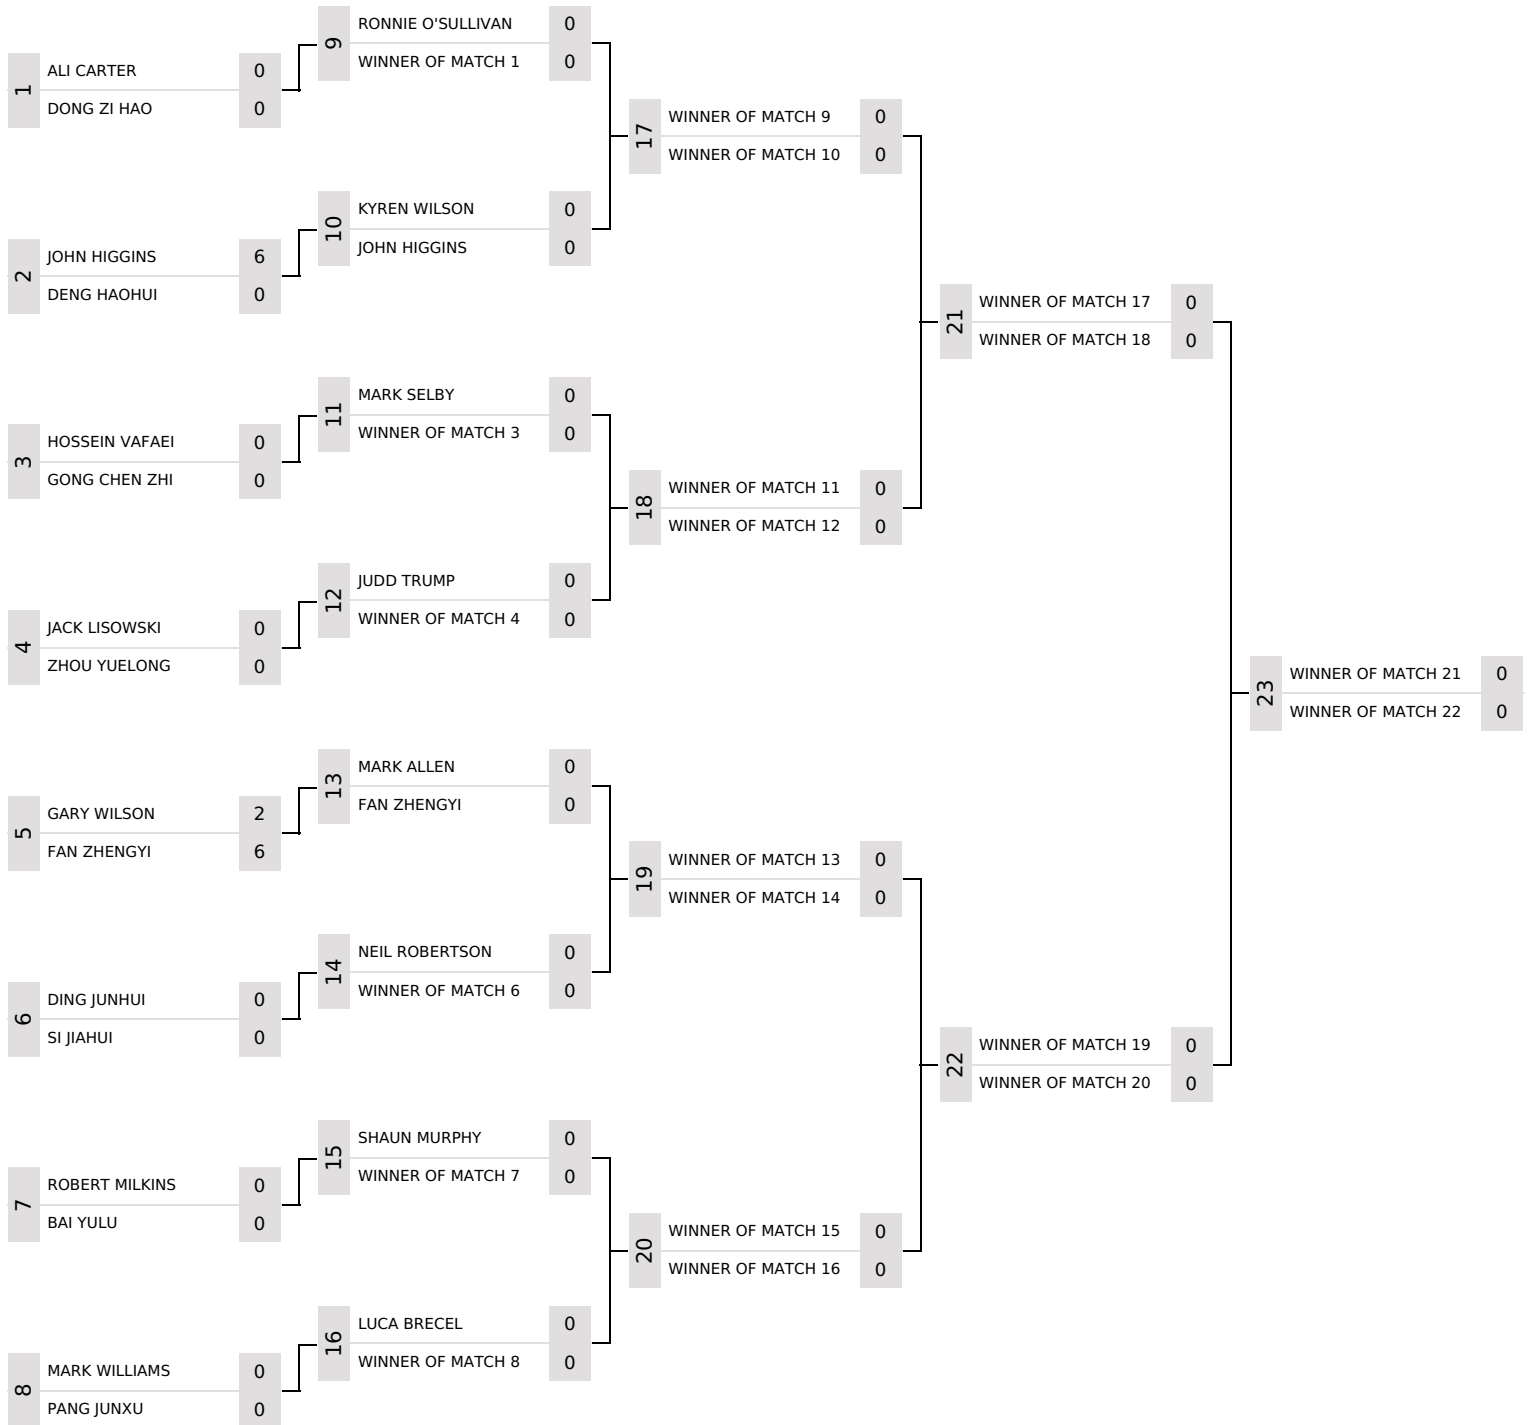 1
ALI CARTER 0
DONG ZI HAO 0
2
JOHN HIGGINS 6
DENG HAOHUI 0
3
HOSSEIN VAFAEI 0
GONG CHEN ZHI 0
4
JACK LISOWSKI 0
ZHOU YUELONG 0
5
GARY WILSON 2
FAN ZHENGYI 6
6
DING JUNHUI 0
SI JIAHUI 0
7
ROBERT MILKINS 0
BAI YULU 0
8
MARK WILLIAMS 0
PANG JUNXU 0
9
RONNIE O'SULLIVAN 0
WINNER OF MATCH 1 0
10
KYREN WILSON 0
JOHN HIGGINS 0
11
MARK SELBY 0
WINNER OF MATCH 3 0
12
JUDD TRUMP 0
WINNER OF MATCH 4 0
13
MARK ALLEN 0
FAN ZHENGYI 0
14
NEIL ROBERTSON 0
WINNER OF MATCH 6 0
15
SHAUN MURPHY 0
WINNER OF MATCH 7 0
16
LUCA BRECEL 0
WINNER OF MATCH 8 0
17
WINNER OF MATCH 9 0
WINNER OF MATCH 10 0
18
WINNER OF MATCH 11 0
WINNER OF MATCH 12 0
19
WINNER OF MATCH 13 0
WINNER OF MATCH 14 0
20
WINNER OF MATCH 15 0
WINNER OF MATCH 16 0
21
WINNER OF MATCH 17 0
WINNER OF MATCH 18 0
22
WINNER OF MATCH 19 0
WINNER OF MATCH 20 0
23
WINNER OF MATCH 21 0
WINNER OF MATCH 22 0